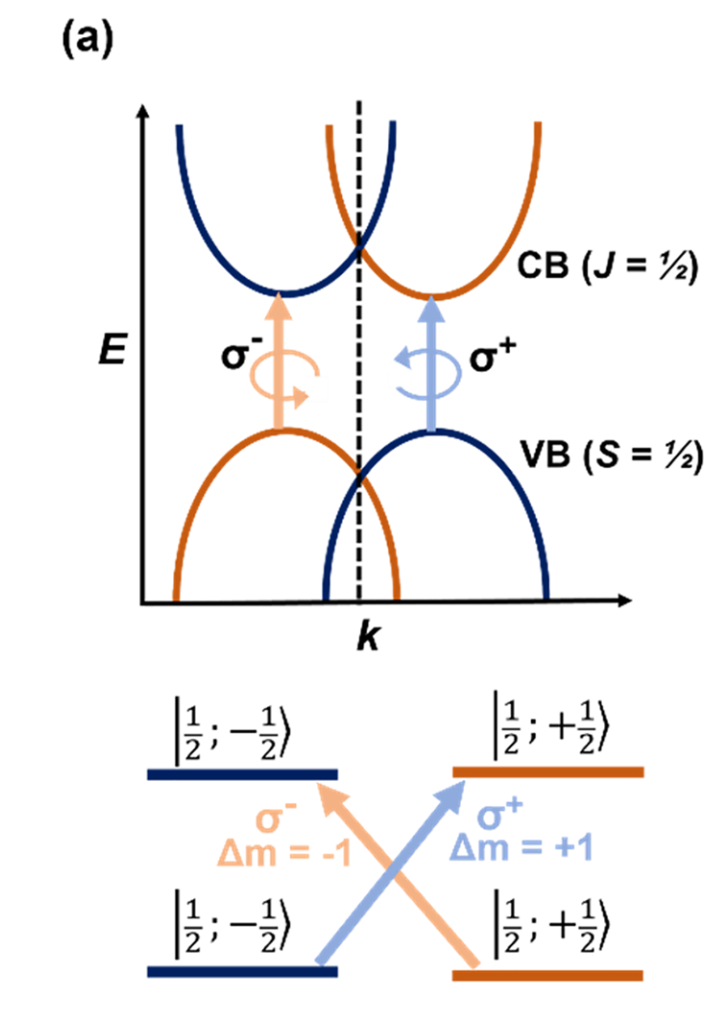 (a)
CB (J = ½)
E
σ⁻
σ⁺
VB (S = ½)
k
|½; −½⟩
|½; +½⟩
σ⁻
Δm = -1
σ⁺
Δm = +1
|½; −½⟩
|½; +½⟩